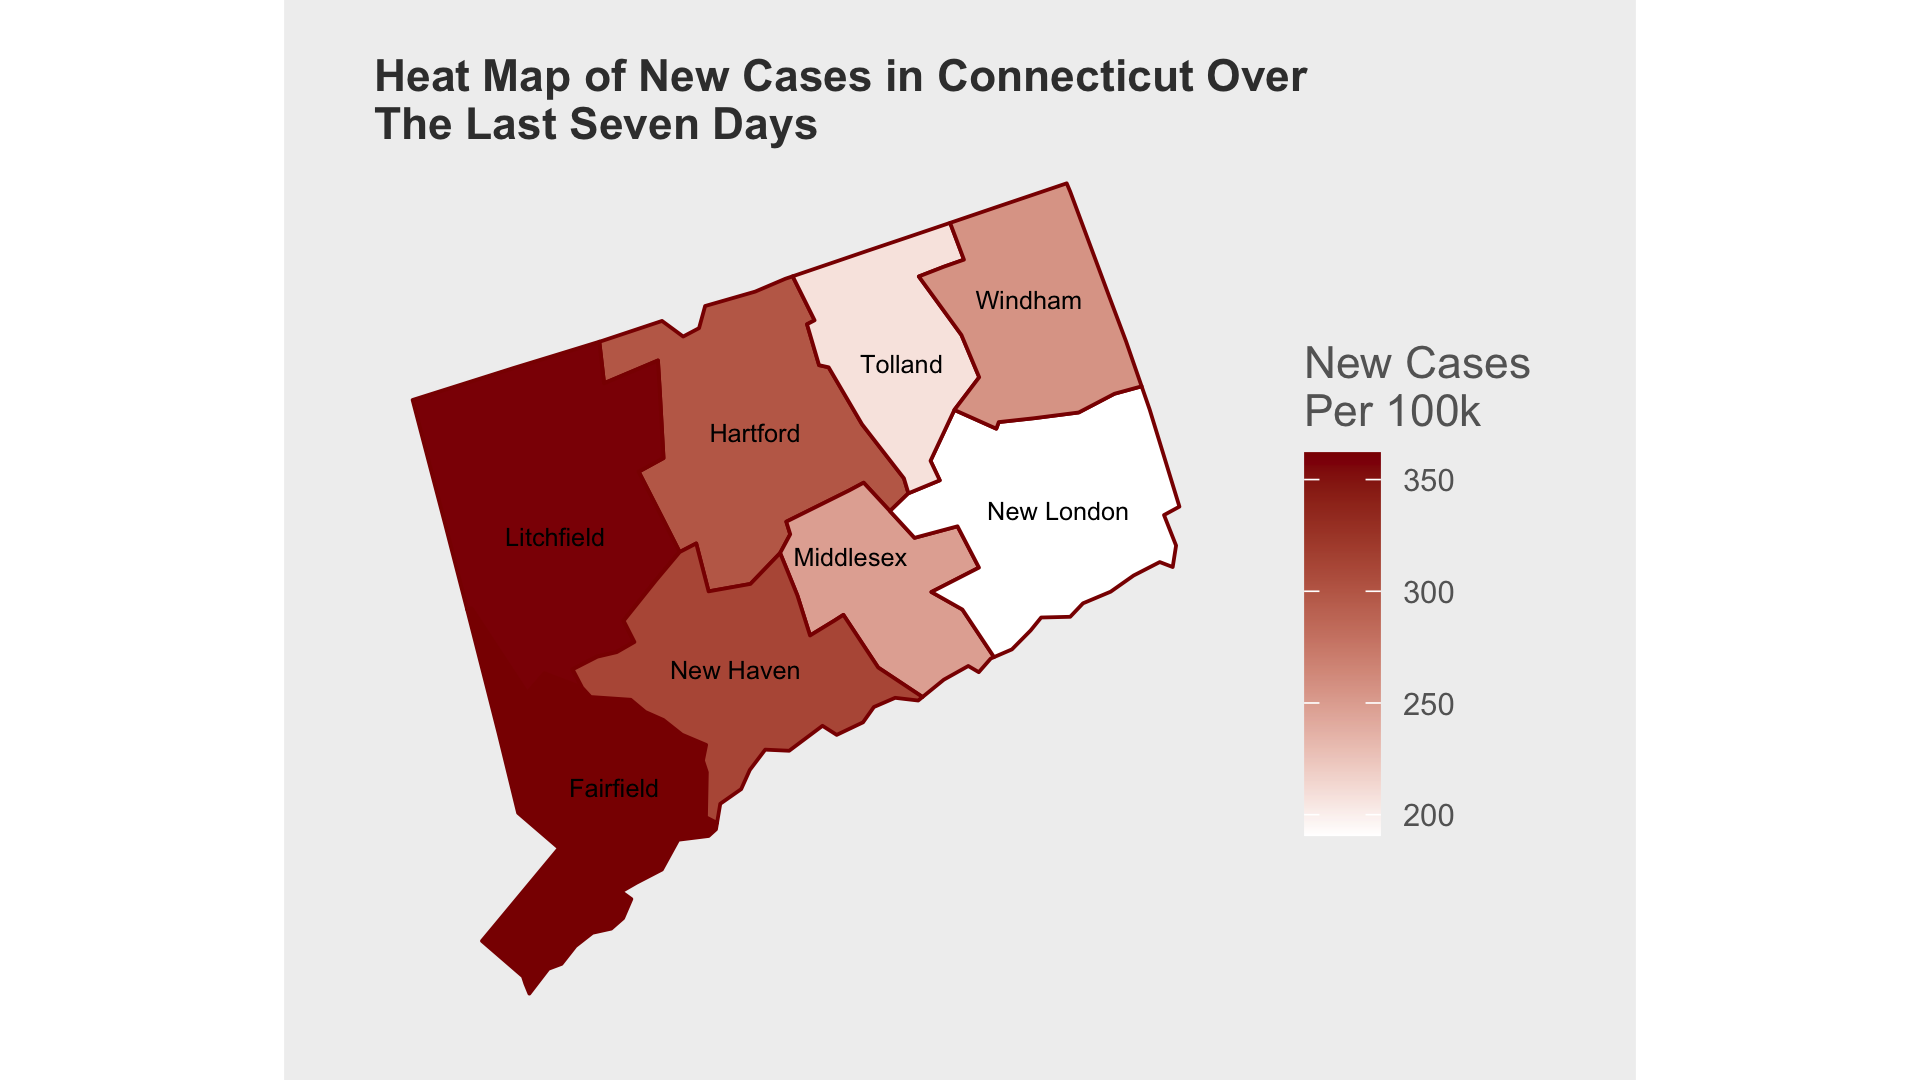 Heat Map of New Cases in Connecticut Over
The Last Seven Days
Windham
Tolland
Hartford
New London
Litchfield
Middlesex
New Haven
Fairfield
New Cases
Per 100k
350
300
250
200